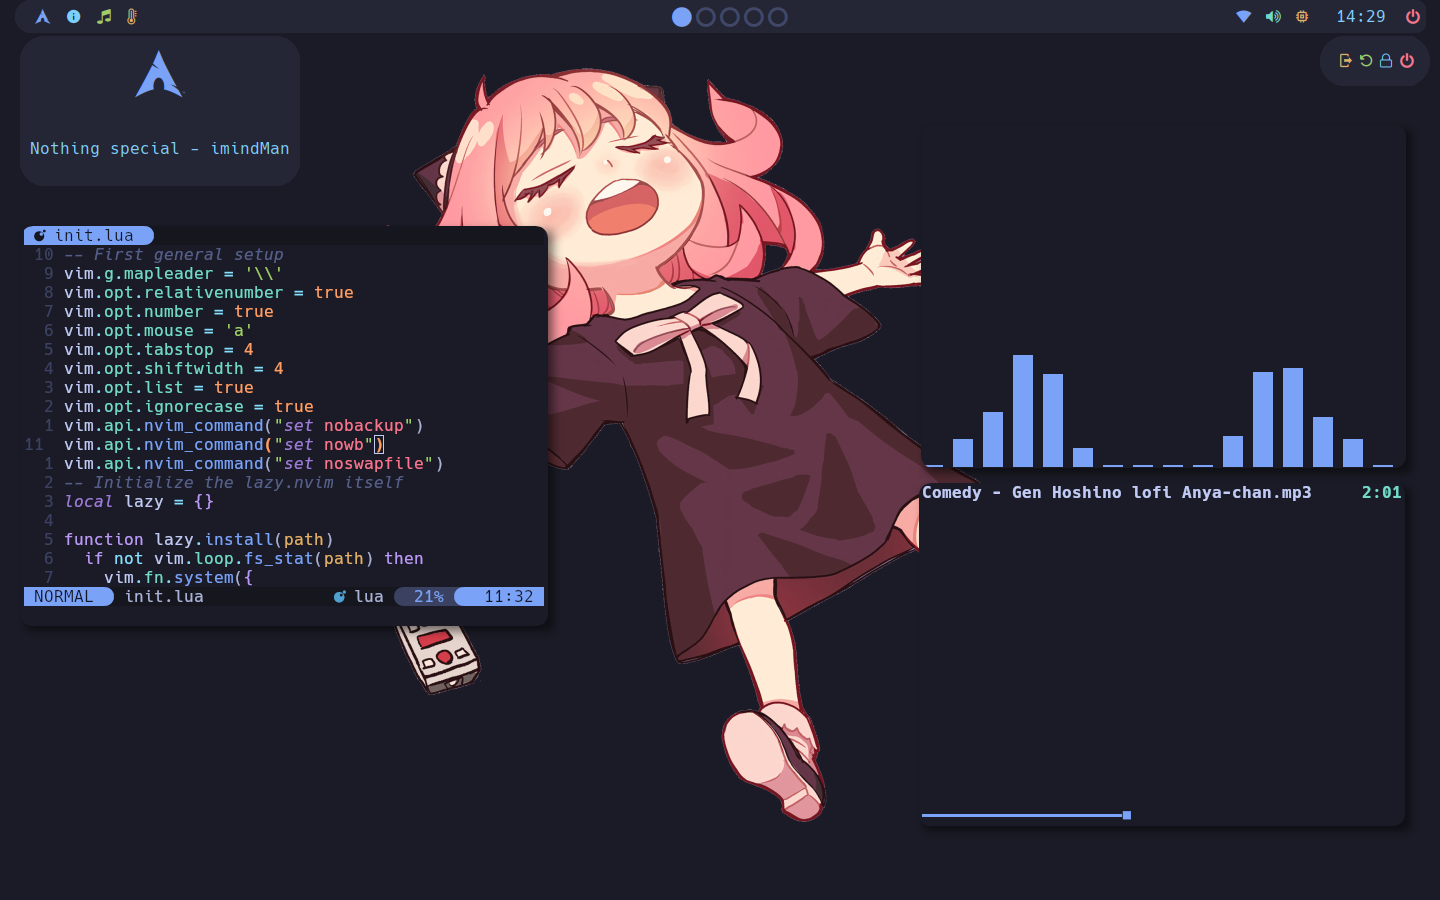 14:29
Nothing special - imindMan
init.lua
10 -- First general setup
9 vim.g.mapleader = '\\'
8 vim.opt.relativenumber = true
7 vim.opt.number = true
6 vim.opt.mouse = 'a'
5 vim.opt.tabstop = 4
4 vim.opt.shiftwidth = 4
3 vim.opt.list = true
2 vim.opt.ignorecase = true
1 vim.api.nvim_command("set nobackup")
11 vim.api.nvim_command("set nowb")
1 vim.api.nvim_command("set noswapfile")
2 -- Initialize the lazy.nvim itself
3 local lazy = {}
4
5 function lazy.install(path)
6 if not vim.loop.fs_stat(path) then
7 vim.fn.system({
NORMAL init.lua lua 21% 11:32
Comedy - Gen Hoshino lofi Anya-chan.mp3 2:01